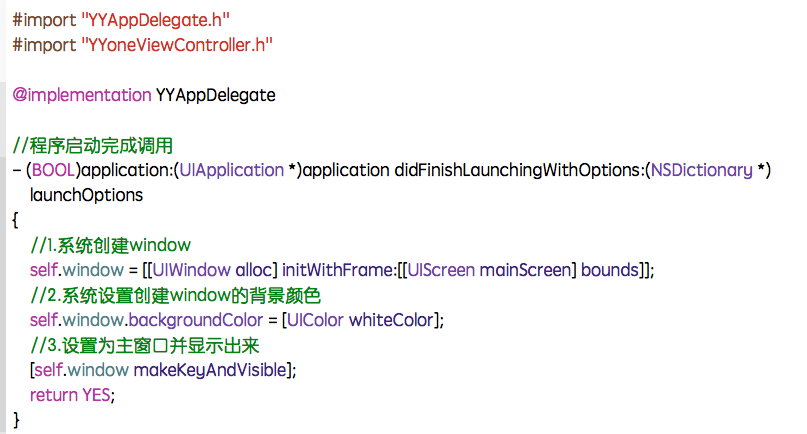 #import "YYAppDelegate.h"
#import "YYoneViewController.h"
@implementation YYAppDelegate
//程序启动完成调用
- (BOOL)application:(UIApplication *)application didFinishLaunchingWithOptions:(NSDictionary *)
launchOptions
{
//1.系统创建window
self.window = [[UIWindow alloc] initWithFrame:[[UIScreen mainScreen] bounds]];
//2.系统设置创建window的背景颜色
self.window.backgroundColor = [UIColor whiteColor];
//3.设置为主窗口并显示出来
[self.window makeKeyAndVisible];
return YES;
}